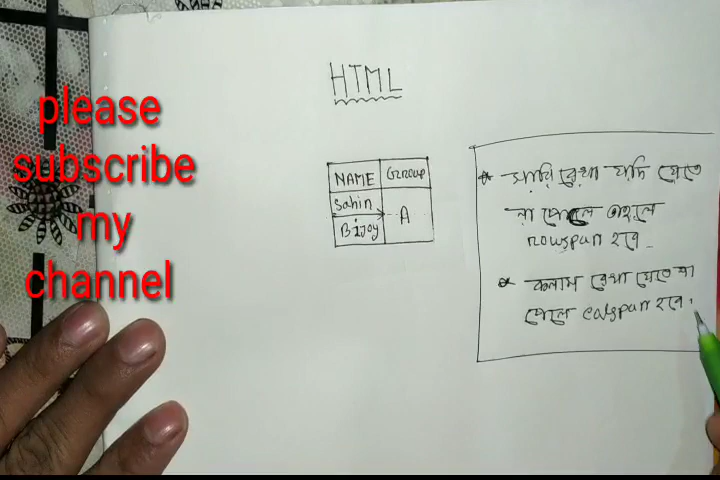 HTML
please
subscribe
my
channel
NAME Group
Sahin
Bijoy
A
* সারি রেখা যদি যেতে
না পেলে তাহলে
rowspan হবে
* কলাম রেখা যেতে না
পেলে colspan হবে।